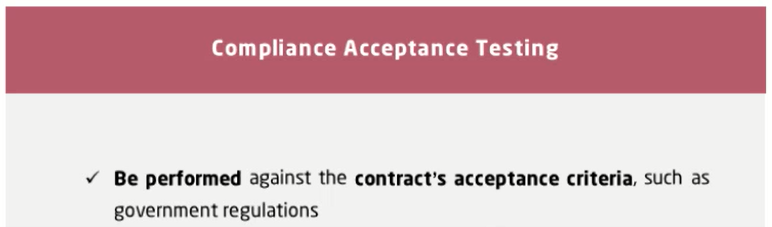 Compliance Acceptance Testing
✓ Be performed against the contract's acceptance criteria, such as
government regulations